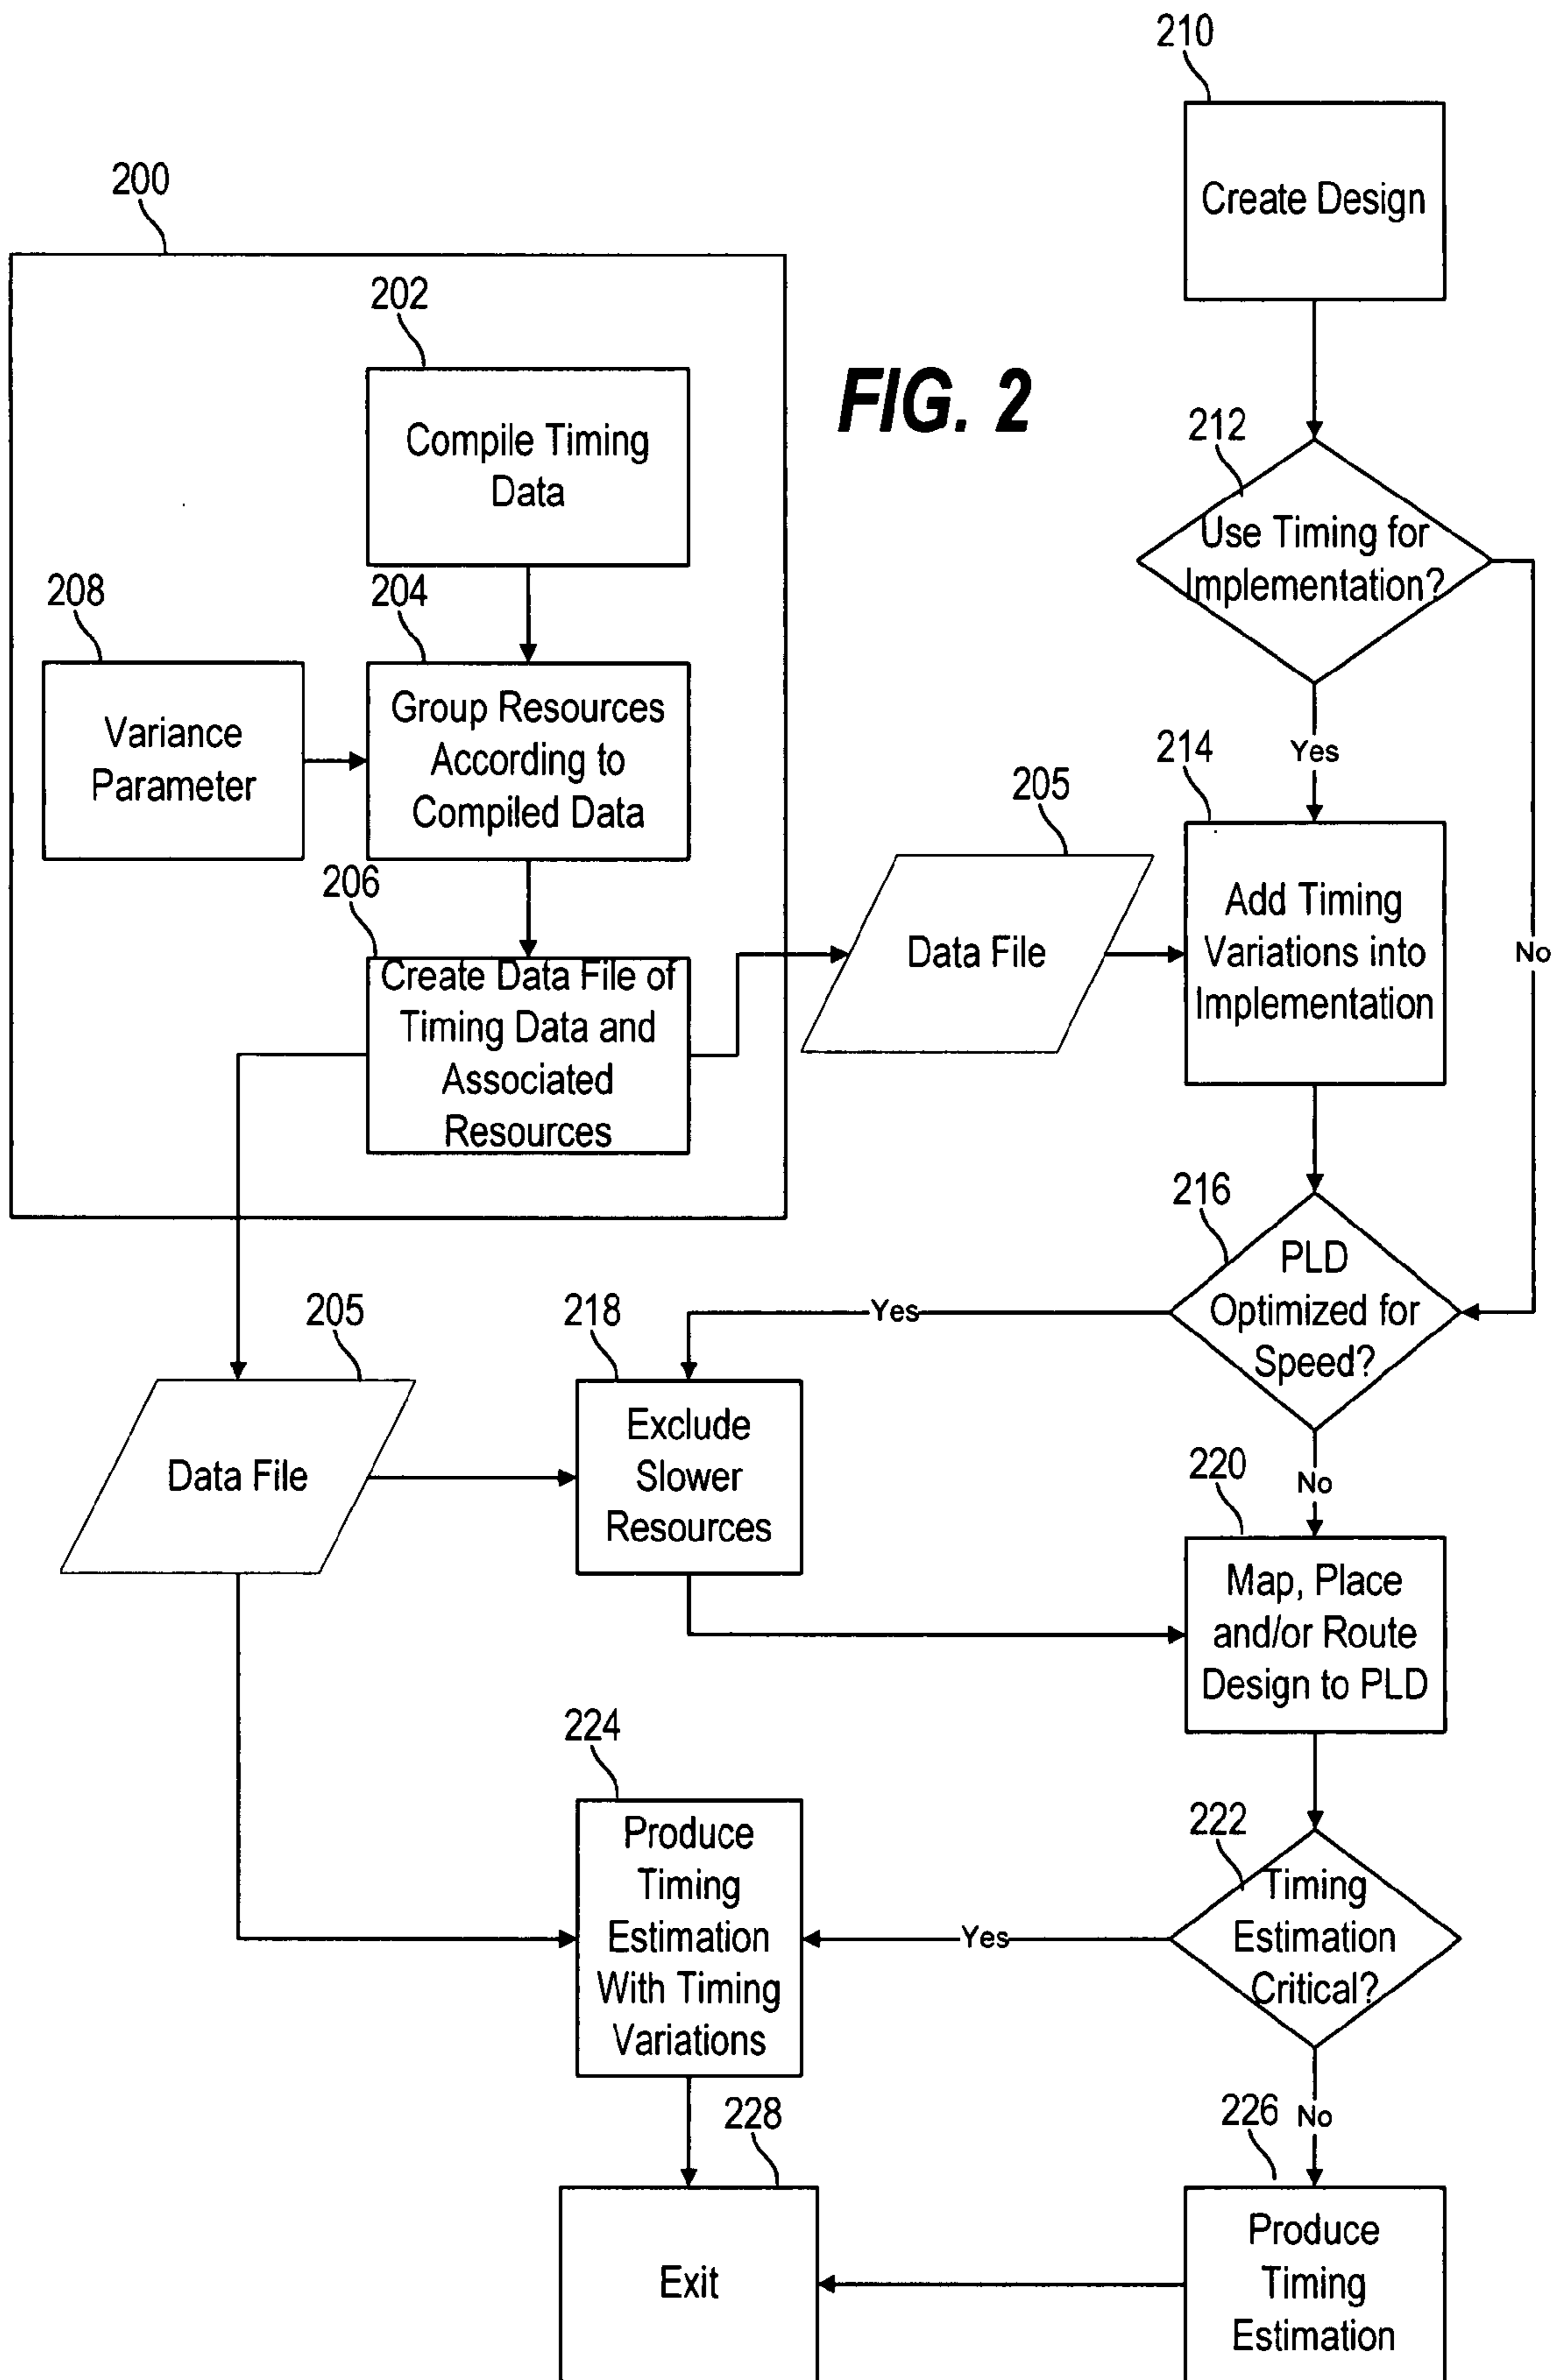 210
Create Design
200
202
Compile Timing
Data
FIG. 2
212
Use Timing for
Implementation?
208
Variance
Parameter
204
Group Resources
According to
Compiled Data
Yes
214
Add Timing
Variations into
Implementation
205
Data File
No
206
Create Data File of
Timing Data and
Associated
Resources
216
PLD
Optimized for
Speed?
Yes
205
Data File
218
Exclude
Slower
Resources
No
220
Map, Place
and/or Route
Design to PLD
224
Produce
Timing
Estimation
With Timing
Variations
222
Timing
Estimation
Critical?
Yes
228
Exit
226
No
Produce
Timing
Estimation